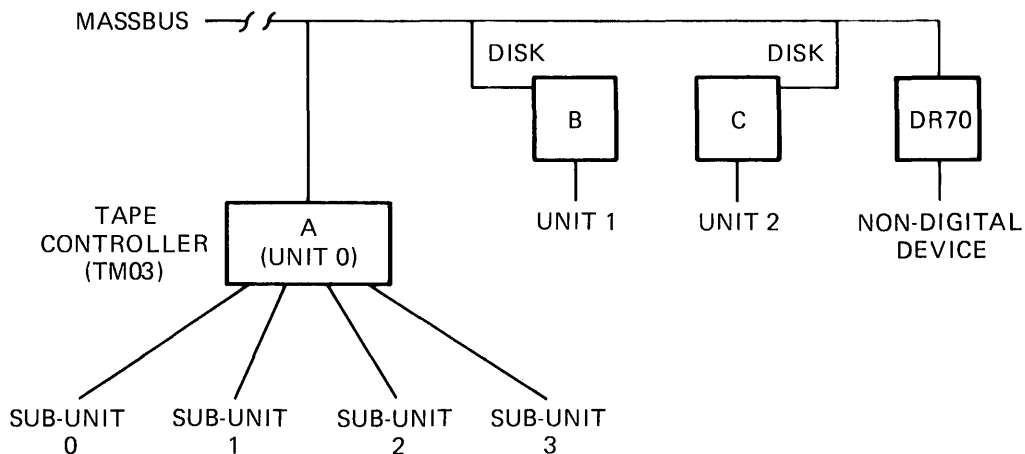 MASSBUS
DISK
DISK
B
C
DR70
UNIT 1
UNIT 2
NON-DIGITAL
DEVICE
TAPE
CONTROLLER
(TM03)
A
(UNIT 0)
SUB-UNIT
0
SUB-UNIT
1
SUB-UNIT
2
SUB-UNIT
3